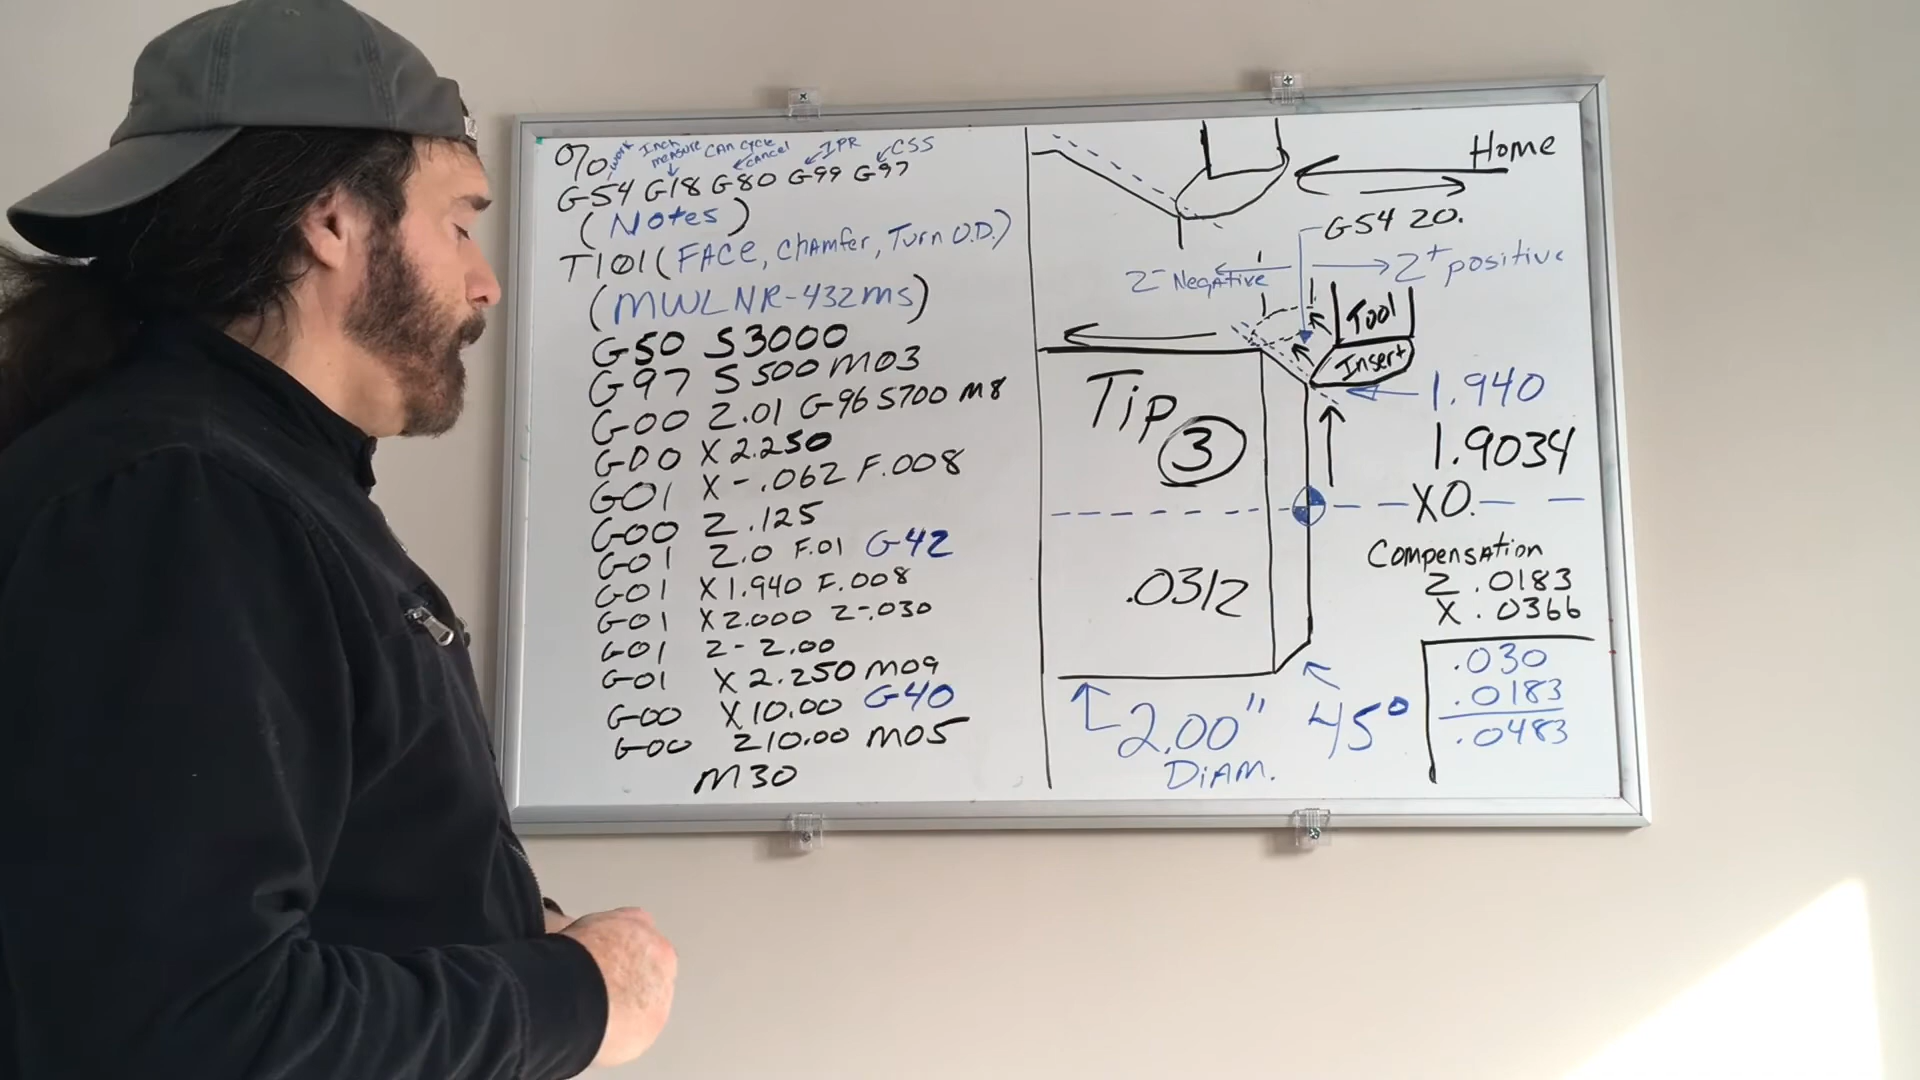 %
work Inch measure CAN cycle cancel IPR CSS
G54 G18 G80 G99 G97
(Notes)
T101 (FACE, chAmfer, Turn O.D.)
(MWLNR-432ms)
G50 S3000
G97 S500 M03
G00 Z.01 G96 S700 M8
G00 X2.250
G01 X-.062 F.008
G00 Z.125
G01 Z.0 F.01 G42
G01 X1.940 F.008
G01 X2.000 Z-.030
G01 Z-2.00
G01 X2.250 M09
G00 X10.00 G40
G00 Z10.00 M05
M30
Home
G54 20.
Z- Negative
Z+ positive
Tool
Insert
Tip 3
1.940
1.9034
X0.
.0312
Compensation
Z .0183
X .0366
.030
.0183
.0483
2.00"
DiAM.
45°